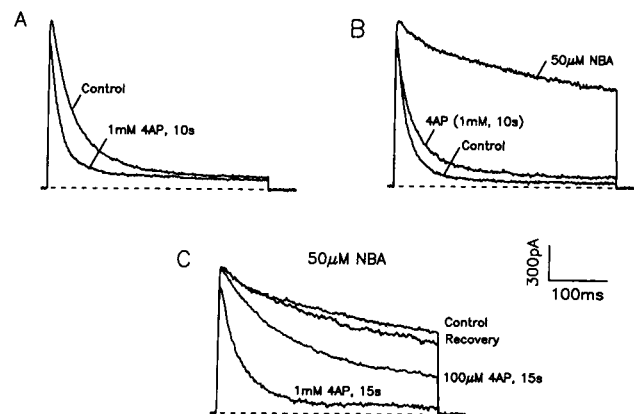 A
Control
1mM 4AP, 10s
B
50μM NBA
4AP (1mM, 10s)
Control
C
50μM NBA
Control
Recovery
100μM 4AP, 15s
1mM 4AP, 15s
300pA
100ms